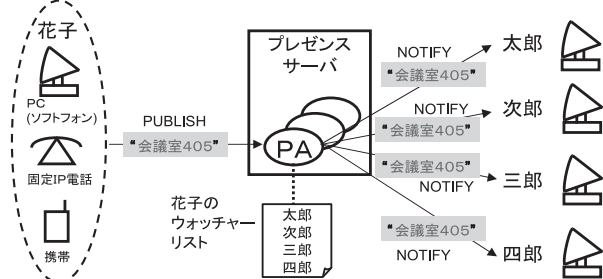 花子
PC
(ソフトフォン)
固定IP電話
携帯
PUBLISH
"会議室405"
プレゼンス
サーバ
PA
花子の
ウォッチャー
リスト
太郎
次郎
三郎
四郎
NOTIFY
"会議室405"
太郎
NOTIFY
"会議室405"
次郎
"会議室405"
NOTIFY
三郎
"会議室405"
NOTIFY
四郎